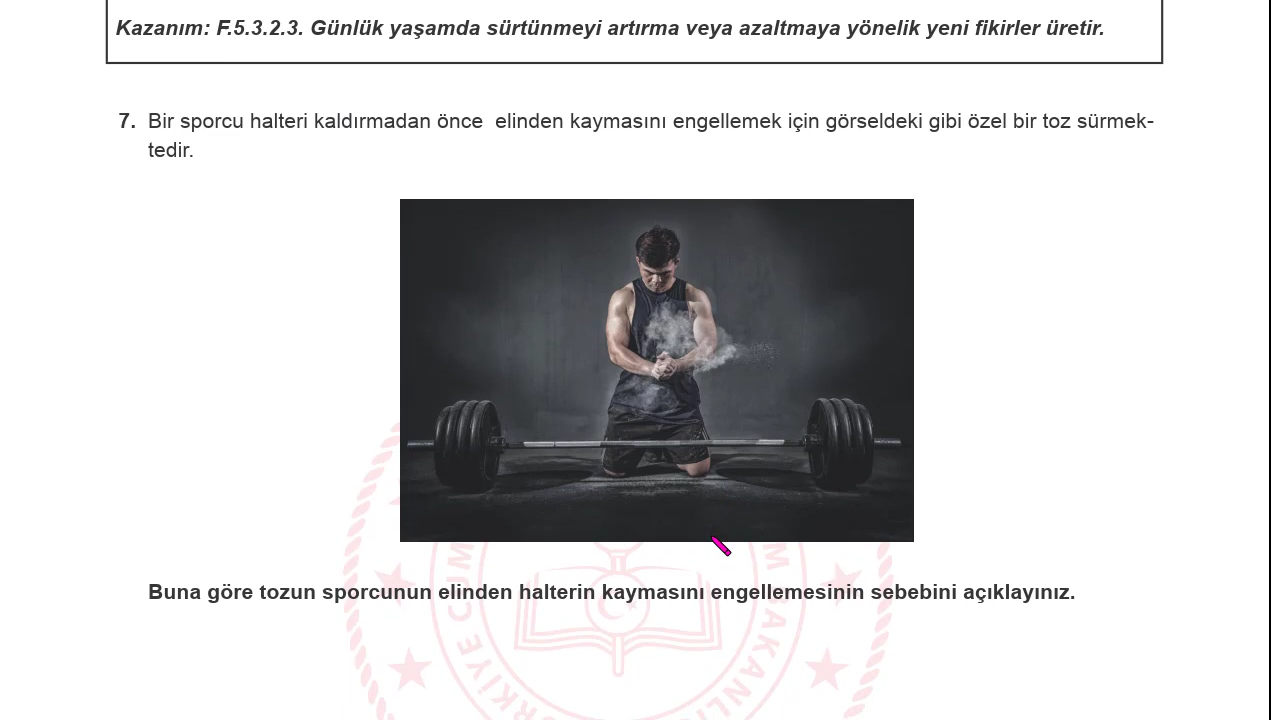 Kazanım: F.5.3.2.3. Günlük yaşamda sürtünmeyi artırma veya azaltmaya yönelik yeni fikirler üretir.
7. Bir sporcu halteri kaldırmadan önce elinden kaymasını engellemek için görseldeki gibi özel bir toz sürmek-
tedir.
Buna göre tozun sporcunun elinden halterin kaymasını engellemesinin sebebini açıklayınız.